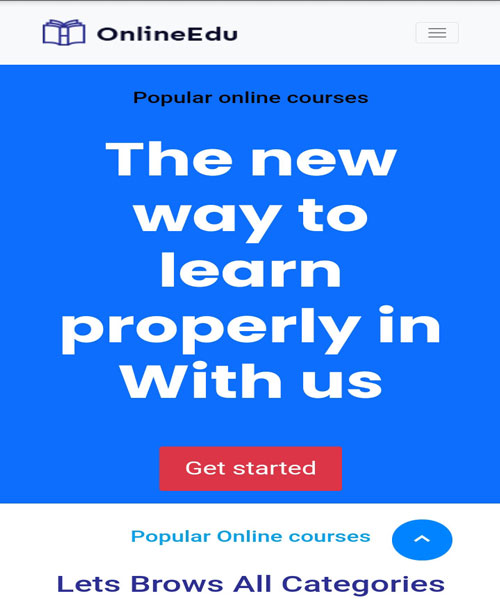 OnlineEdu
Popular online courses
The new
way to
learn
properly in
With us
Get started
Popular Online courses
Lets Brows All Categories